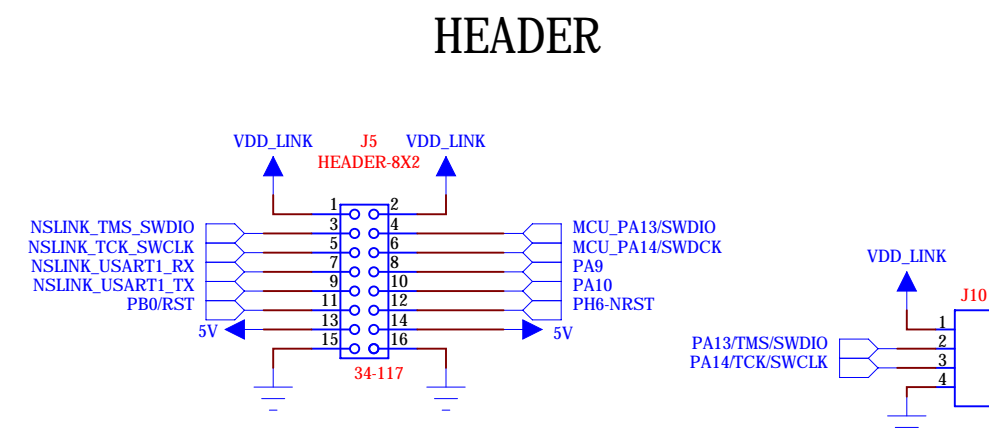 HEADER
VDD_LINK J5 VDD_LINK
HEADER-8X2
1 2
NSLINK_TMS_SWDIO 3 4 MCU_PA13/SWDIO
NSLINK_TCK_SWCLK 5 6 MCU_PA14/SWDCK
NSLINK_USART1_RX 7 8 PA9
NSLINK_USART1_TX 9 10 PA10
PB0/RST 11 12 PH6-NRST
5V 13 14 5V
15 16
34-117
VDD_LINK
J10
1
PA13/TMS/SWDIO 2
PA14/TCK/SWCLK 3
4